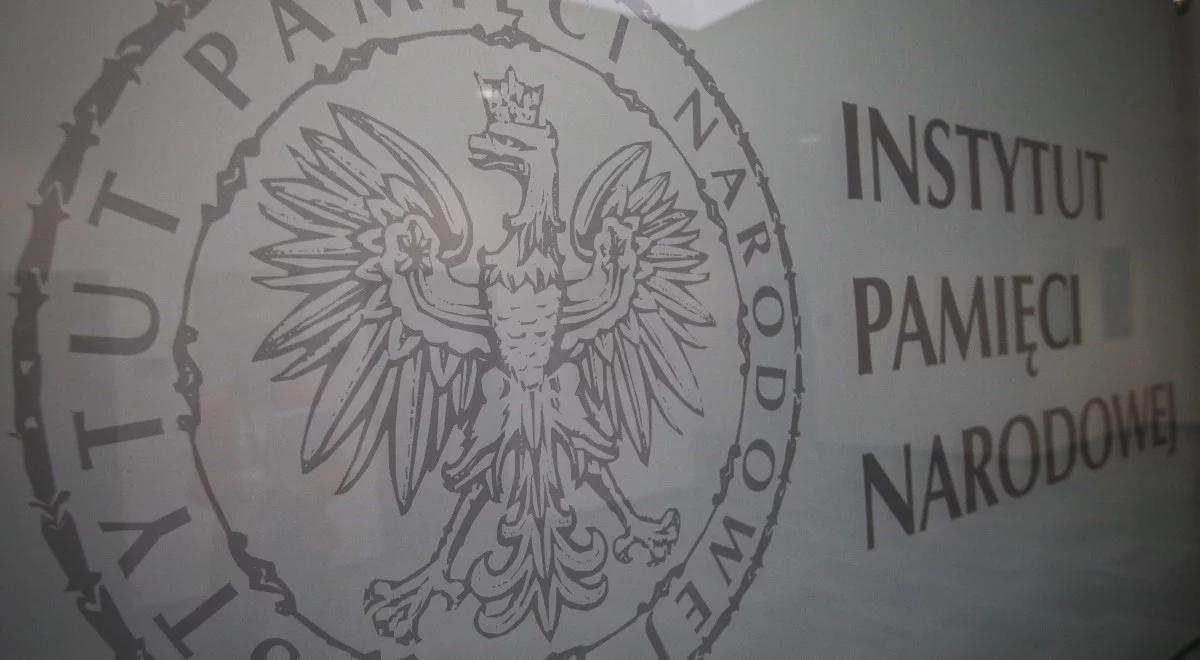 INSTYTUT PAMIĘCI NARODOWEJ
INSTYTUT
PAMIĘCI
NARODOWEJ